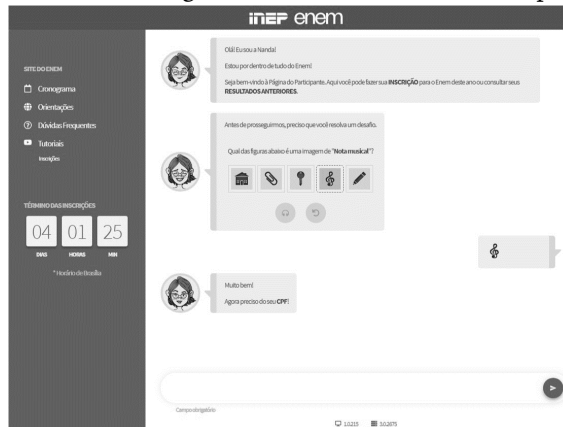 inep enem
SITE DO ENEM
Cronograma
Orientações
Dúvidas Frequentes
Tutoriais
Inscrições
TÉRMINO DAS INSCRIÇÕES
04 01 25
DIAS HORAS MIN
* Horário de Brasília
Olá! Eu sou a Nanda!
Estou por dentro de tudo do Enem!
Seja bem-vindo à Página do Participante. Aqui você pode fazer sua INSCRIÇÃO para o Enem deste ano ou consultar seus
RESULTADOS ANTERIORES.
Antes de prosseguirmos, preciso que você resolva um desafio.
Qual das figuras abaixo é uma imagem de "Nota musical"?
Muito bem!
Agora preciso do seu CPF!
Campo obrigatório